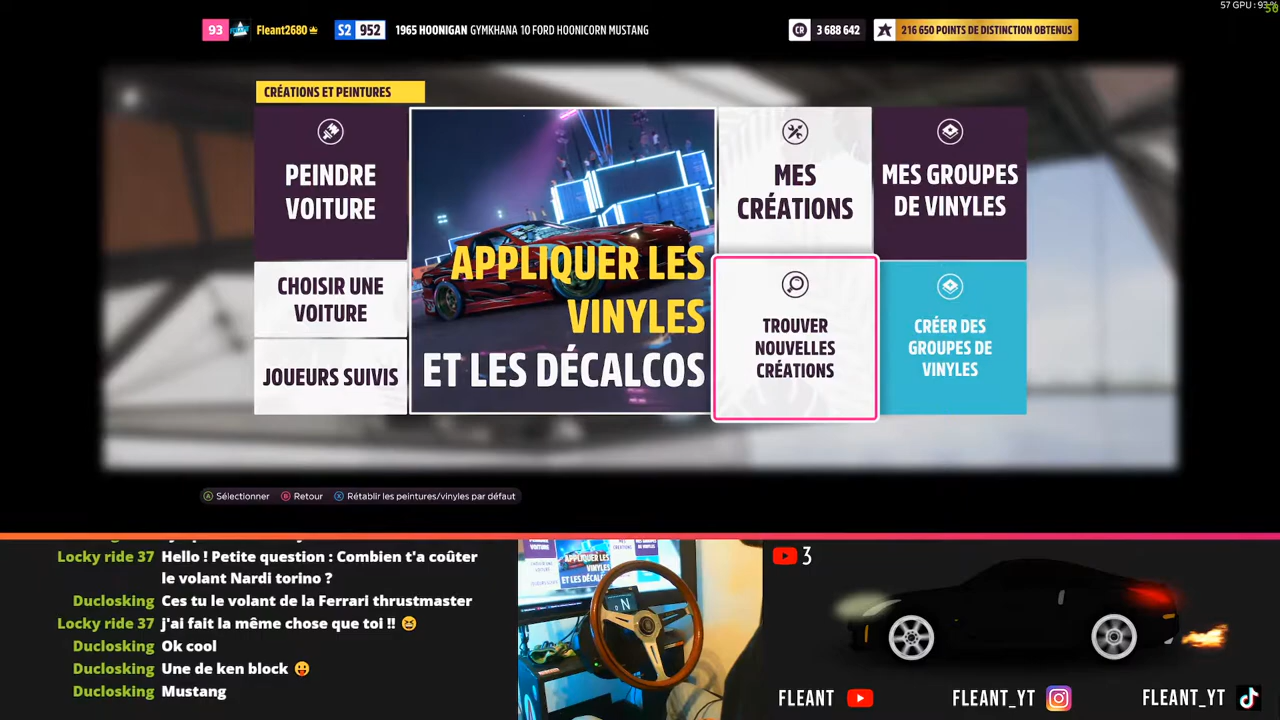 57 GPU : 93 %
93 Fleant2680 S2 952 1965 HOONIGAN GYMKHANA 10 FORD HOONICORN MUSTANG CR 3 688 642 216 650 POINTS DE DISTINCTION OBTENUS
CRÉATIONS ET PEINTURES
PEINDRE
VOITURE
CHOISIR UNE
VOITURE
JOUEURS SUIVIS
APPLIQUER LES
VINYLES
ET LES DÉCALCOS
MES
CRÉATIONS
MES GROUPES
DE VINYLES
TROUVER
NOUVELLES
CRÉATIONS
CRÉER DES
GROUPES DE
VINYLES
A Sélectionner B Retour X Rétablir les peintures/vinyles par défaut
Locky ride 37 Hello ! Petite question : Combien t'a coûter
le volant Nardi torino ?
Duclosking Ces tu le volant de la Ferrari thrustmaster
Locky ride 37 j'ai fait la même chose que toi !!
Duclosking Ok cool
Duclosking Une de ken block
Duclosking Mustang
N
3
FLEANT FLEANT_YT FLEANT_YT